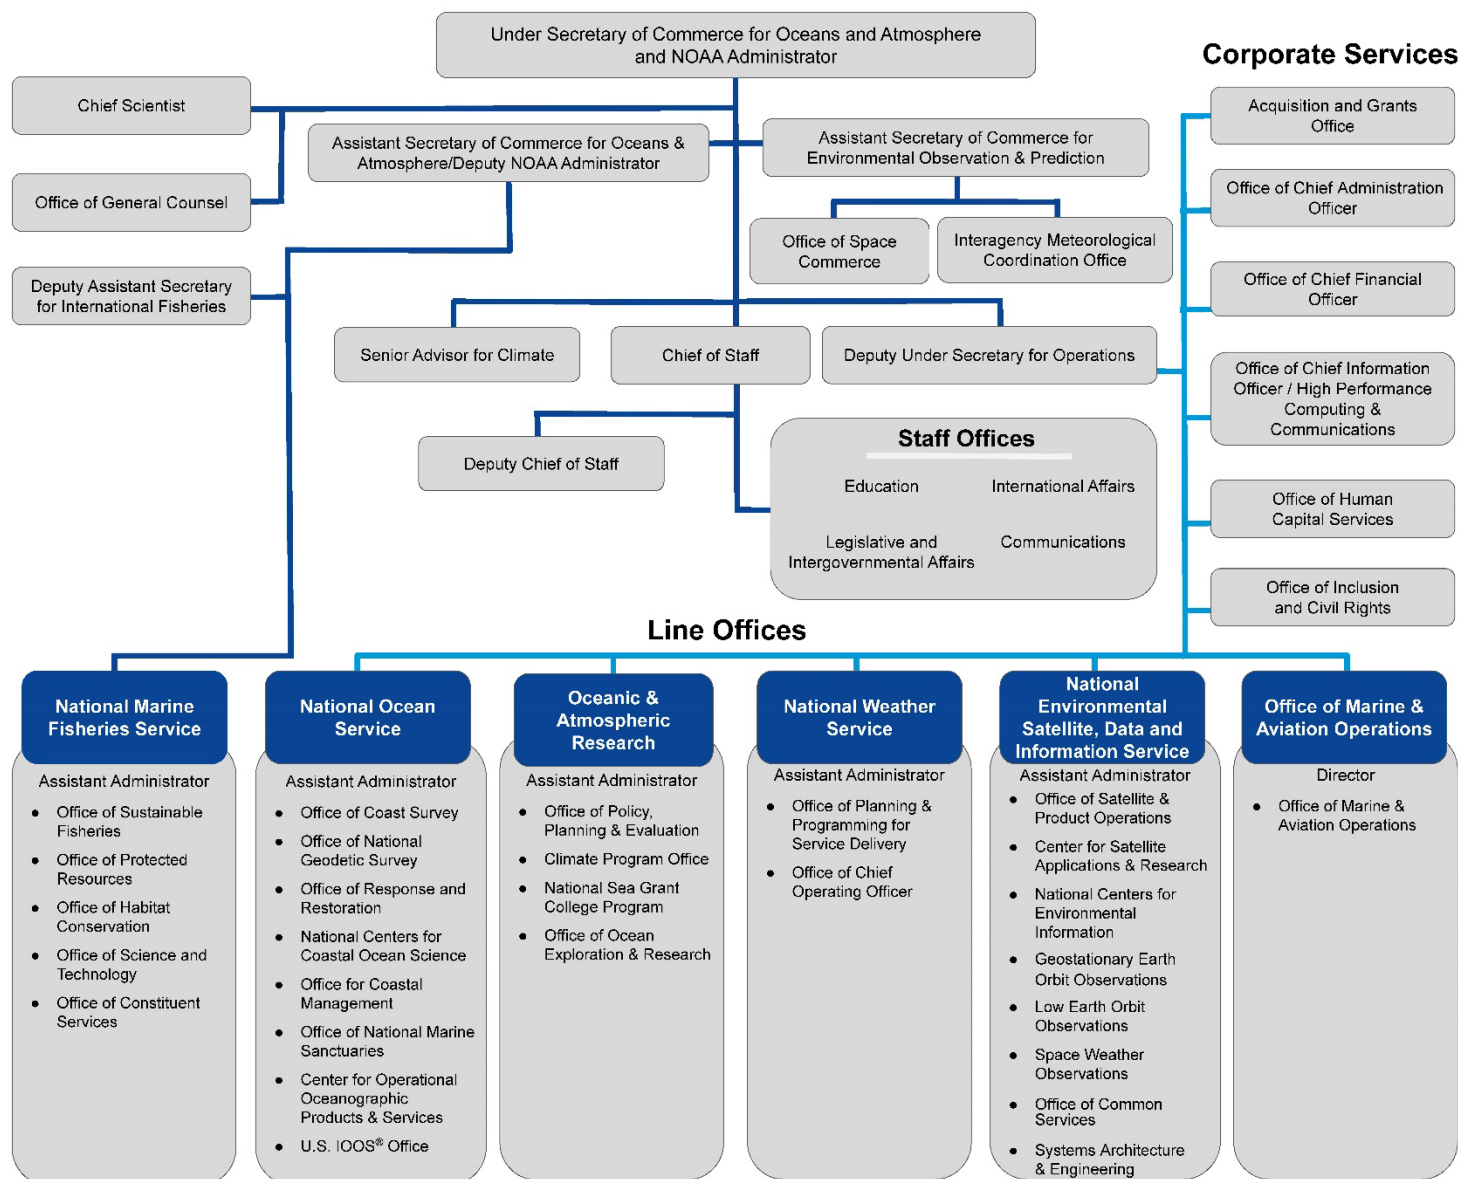 Under Secretary of Commerce for Oceans and Atmosphere
and NOAA Administrator
Corporate Services
Chief Scientist
Acquisition and Grants
Office
Assistant Secretary of Commerce for Oceans &
Atmosphere/Deputy NOAA Administrator
Assistant Secretary of Commerce for
Environmental Observation & Prediction
Office of General Counsel
Office of Chief Administration
Officer
Office of Space
Commerce
Interagency Meteorological
Coordination Office
Deputy Assistant Secretary
for International Fisheries
Office of Chief Financial
Officer
Senior Advisor for Climate
Chief of Staff
Deputy Under Secretary for Operations
Office of Chief Information
Officer / High Performance
Computing &
Communications
Deputy Chief of Staff
Staff Offices
Education
International Affairs
Legislative and
Intergovernmental Affairs
Communications
Office of Human
Capital Services
Office of Inclusion
and Civil Rights
Line Offices
National Marine
Fisheries Service
Assistant Administrator
● Office of Sustainable
Fisheries
● Office of Protected
Resources
● Office of Habitat
Conservation
● Office of Science and
Technology
● Office of Constituent
Services
National Ocean
Service
Assistant Administrator
● Office of Coast Survey
● Office of National
Geodetic Survey
● Office of Response and
Restoration
● National Centers for
Coastal Ocean Science
● Office for Coastal
Management
● Office of National Marine
Sanctuaries
● Center for Operational
Oceanographic
Products & Services
● U.S. IOOS® Office
Oceanic &
Atmospheric
Research
Assistant Administrator
● Office of Policy,
Planning & Evaluation
● Climate Program Office
● National Sea Grant
College Program
● Office of Ocean
Exploration & Research
National Weather
Service
Assistant Administrator
● Office of Planning &
Programming for
Service Delivery
● Office of Chief
Operating Officer
National
Environmental
Satellite, Data and
Information Service
Assistant Administrator
● Office of Satellite &
Product Operations
● Center for Satellite
Applications & Research
● National Centers for
Environmental
Information
● Geostationary Earth
Orbit Observations
● Low Earth Orbit
Observations
● Space Weather
Observations
● Office of Common
Services
● Systems Architecture
& Engineering
Office of Marine &
Aviation Operations
Director
● Office of Marine &
Aviation Operations